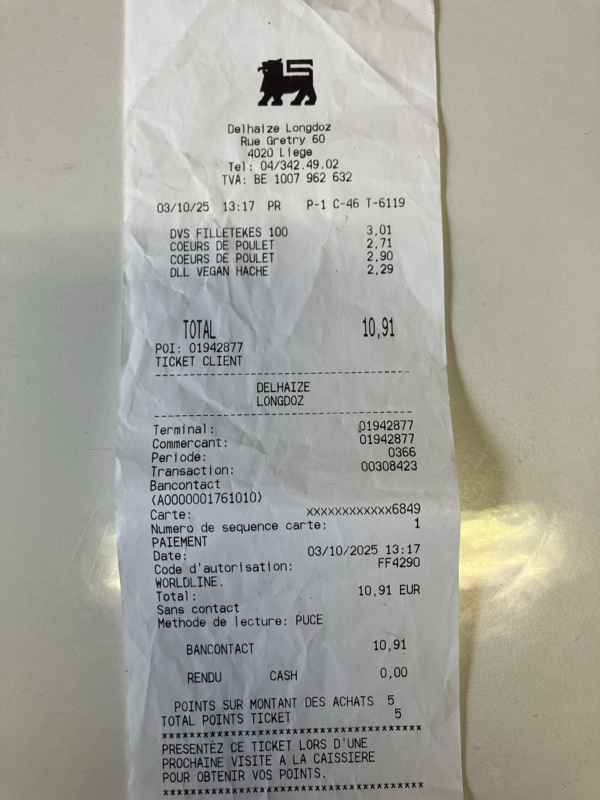 Delhaize Longdoz
Rue Gretry 60
4020 Liege
Tel: 04/342.49.02
TVA: BE 1007 962 632
03/10/25 13:17 PR P-1 C-46 T-6119
DVS FILLETEKES 100 3,01
COEURS DE POULET 2,71
COEURS DE POULET 2,90
DLL VEGAN HACHE 2,29
TOTAL 10,91
POI: 01942877
TICKET CLIENT
----------------------------------------
DELHAIZE
LONGDOZ
----------------------------------------
Terminal: 01942877
Commercant: 01942877
Periode: 0366
Transaction: 00308423
Bancontact
(A0000001761010)
Carte: xxxxxxxxxxxx6849
Numero de sequence carte: 1
PAIEMENT
Date: 03/10/2025 13:17
Code d'autorisation: FF4290
WORLDLINE.
Total: 10,91 EUR
Sans contact
Methode de lecture: PUCE
BANCONTACT 10,91
RENDU CASH 0,00
POINTS SUR MONTANT DES ACHATS 5
TOTAL POINTS TICKET 5
****************************************
PRESENTEZ CE TICKET LORS D'UNE
PROCHAINE VISITE A LA CAISSIERE
POUR OBTENIR VOS POINTS.
****************************************